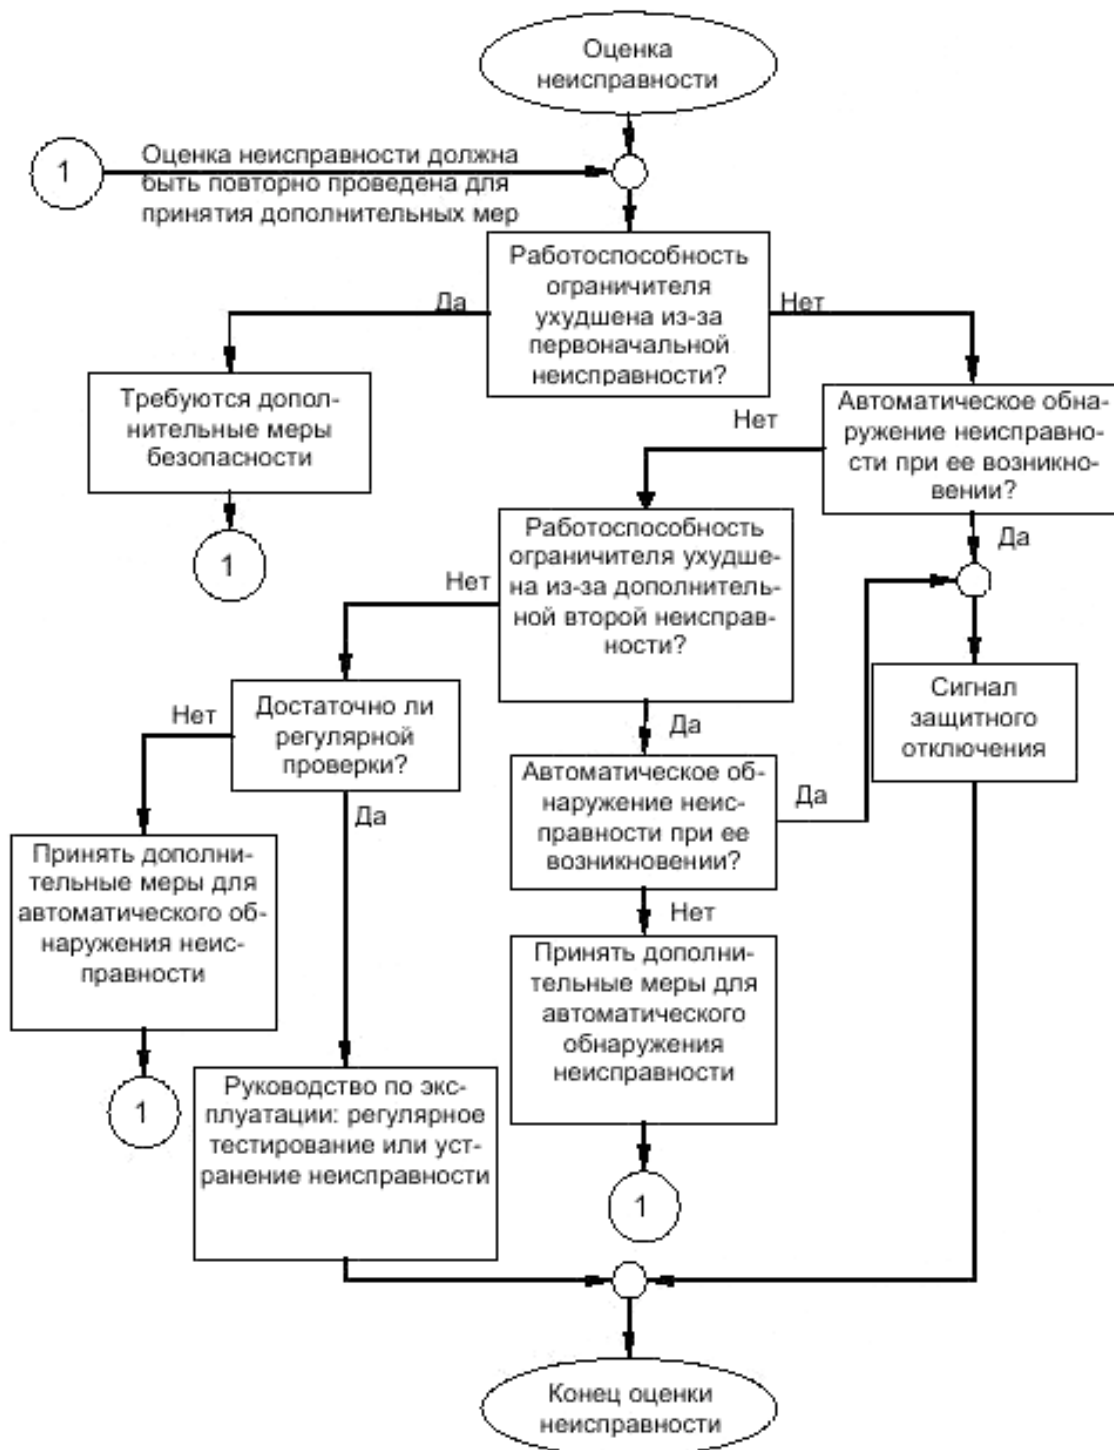 Оценка
неисправности
1
Оценка неисправности должна
быть повторно проведена для
принятия дополнительных мер
Работоспособность
ограничителя
ухудшена из-за
первоначальной
неисправности?
Да
Нет
Требуются допол-
нительные меры
безопасности
1
Автоматическое обна-
ружение неисправно-
сти при ее возникно-
вении?
Нет
Да
Работоспособность
ограничителя ухудше-
на из-за дополнитель-
ной второй неисправ-
ности?
Нет
Да
Сигнал
защитного
отключения
Достаточно ли
регулярной
проверки?
Нет
Да
Автоматическое об-
наружение неис-
правности при ее
возникновении?
Да
Нет
Принять дополни-
тельные меры для
автоматического об-
наружения неис-
правности
1
Принять дополни-
тельные меры для
автоматического
обнаружения
неисправности
1
Руководство по экс-
плуатации: регулярное
тестирование или уст-
ранение неисправности
Конец оценки
неисправности